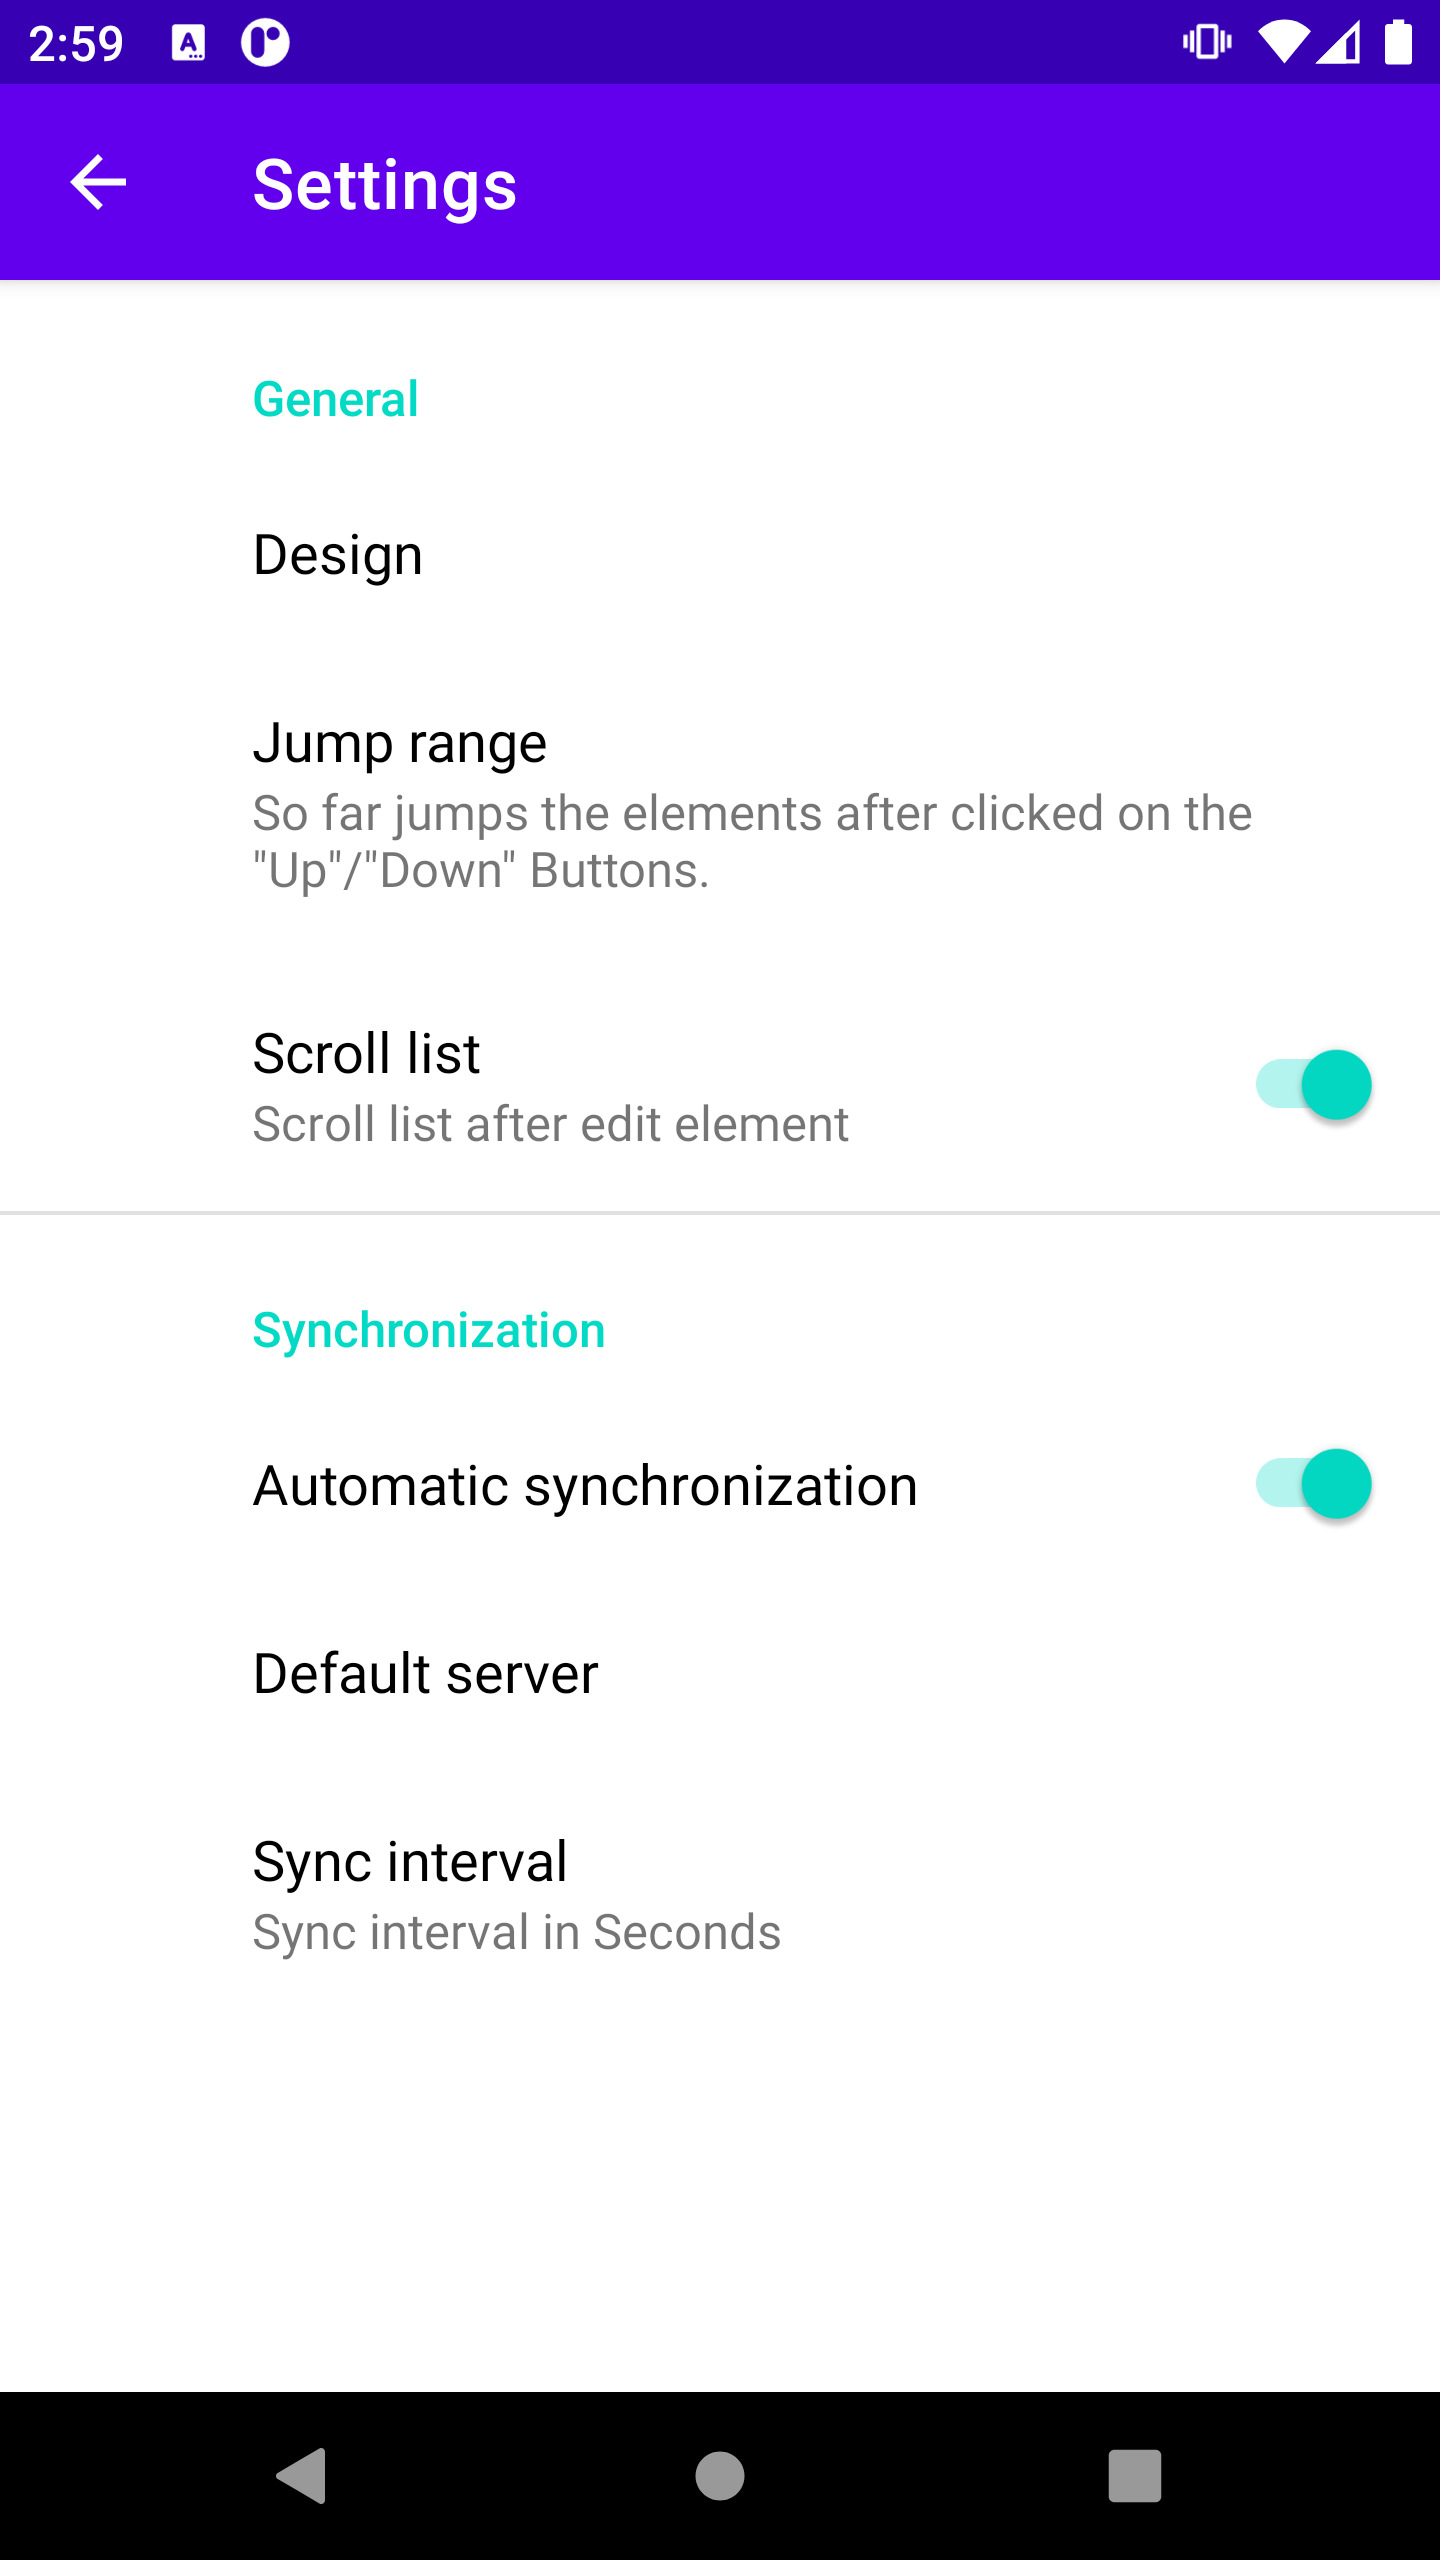 2:59
Settings
General
Design
Jump range
So far jumps the elements after clicked on the
"Up"/"Down" Buttons.
Scroll list
Scroll list after edit element
Synchronization
Automatic synchronization
Default server
Sync interval
Sync interval in Seconds